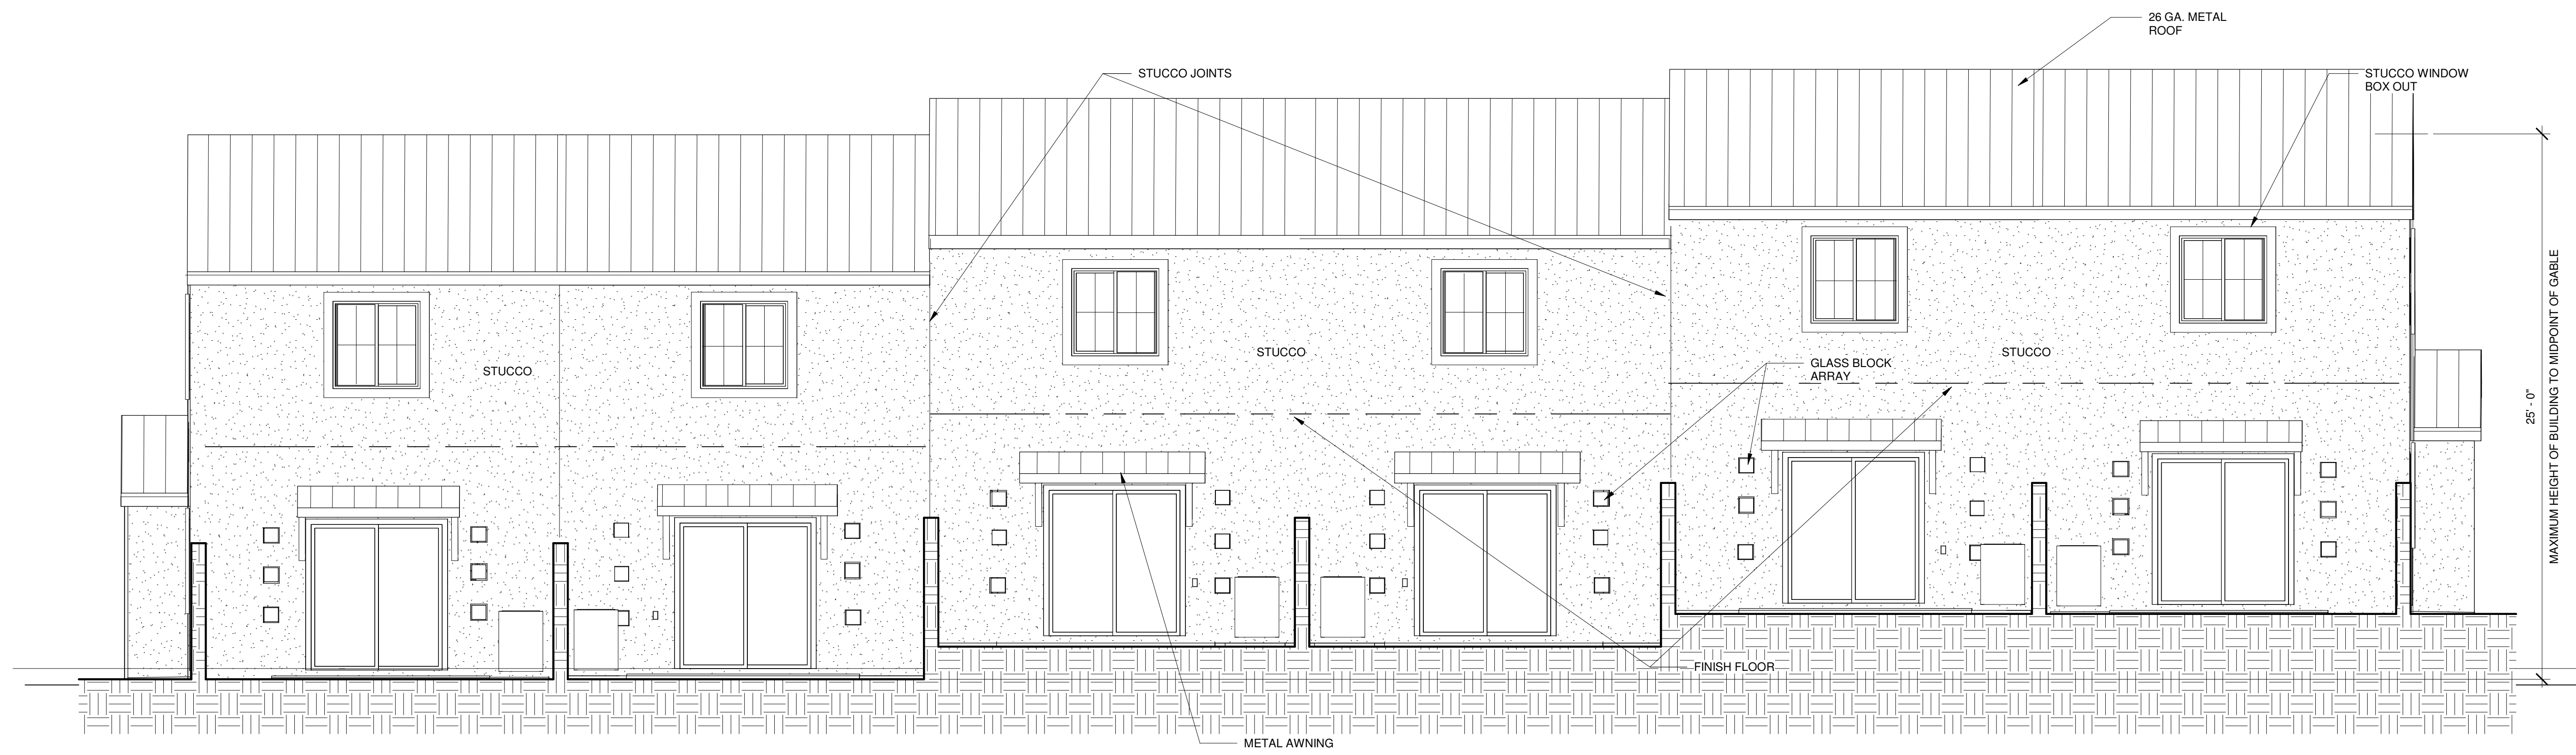 26 GA. METAL
ROOF
STUCCO JOINTS
STUCCO WINDOW
BOX OUT
STUCCO
STUCCO
STUCCO
GLASS BLOCK
ARRAY
25' - 0"
MAXIMUM HEIGHT OF BUILDING TO MIDPOINT OF GABLE
FINISH FLOOR
METAL AWNING